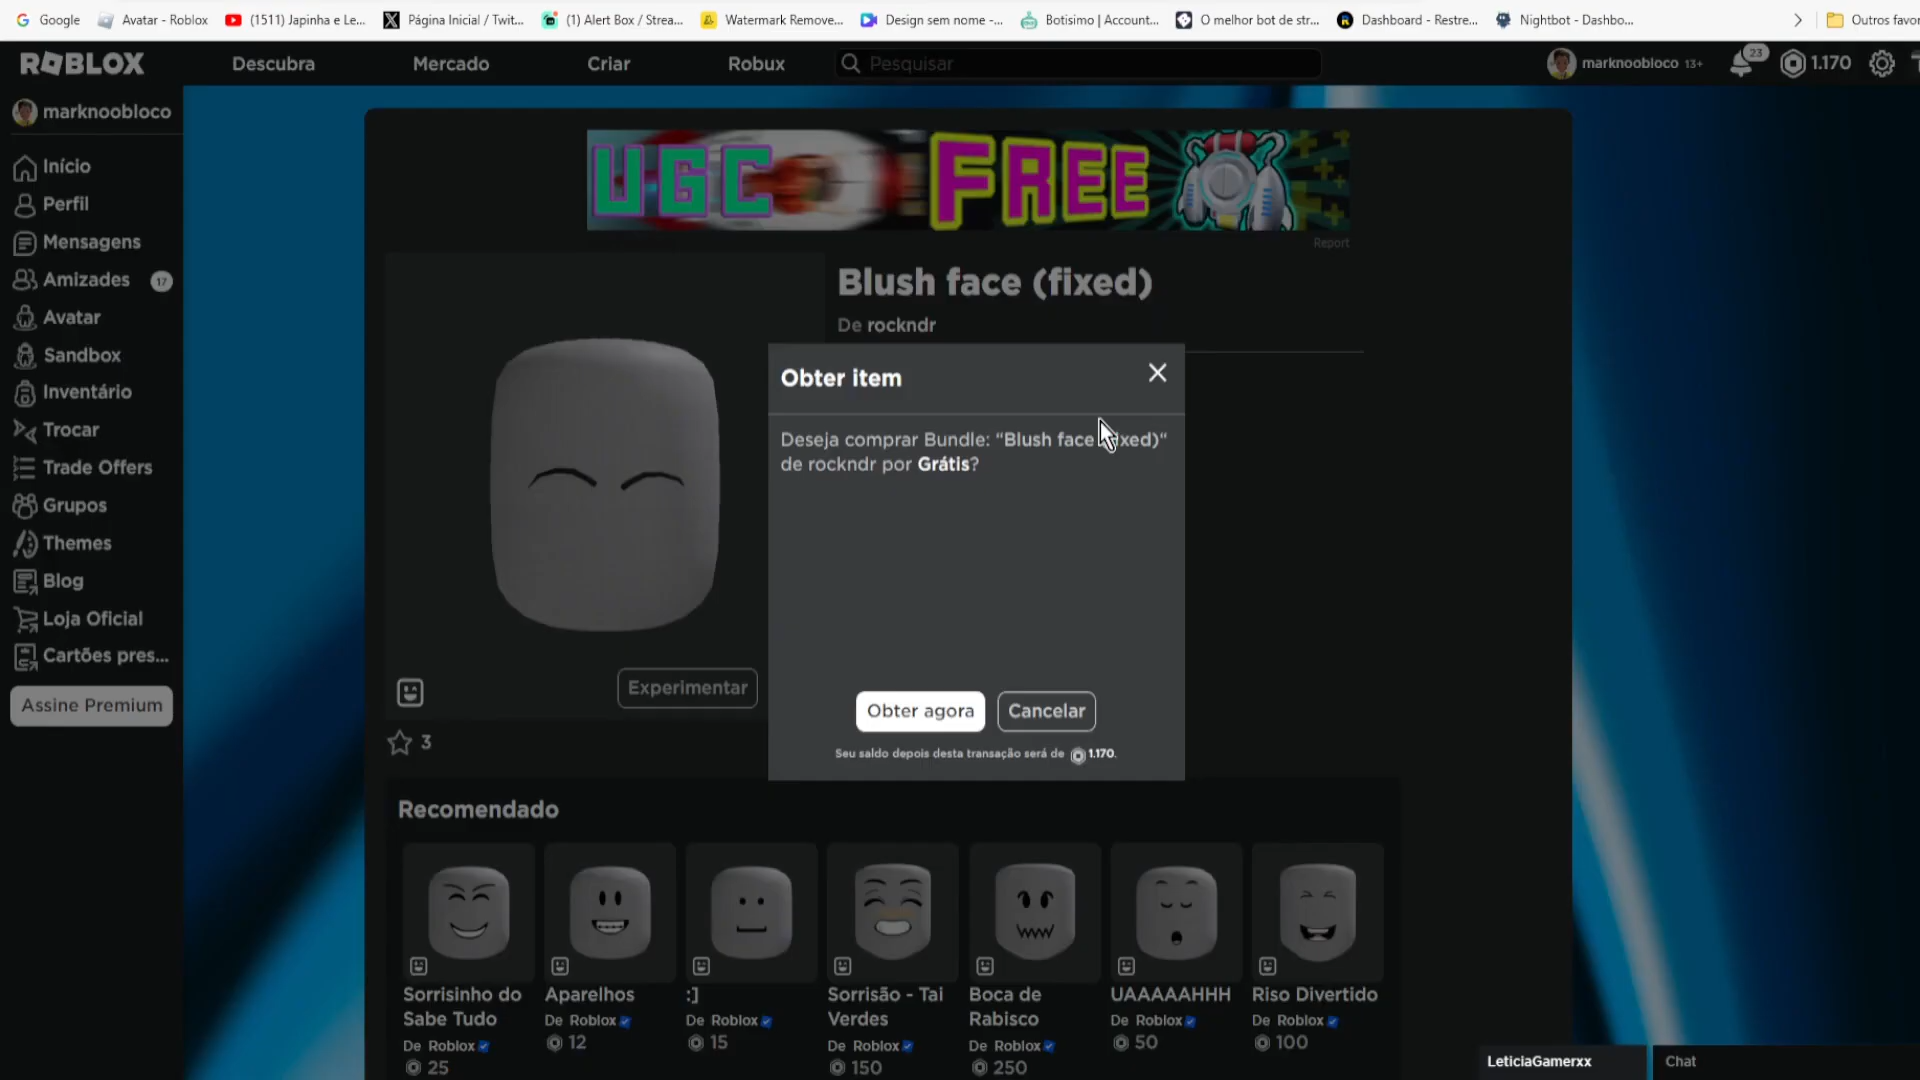 Google
Avatar - Roblox
(1511) Japinha e Le...
Página Inicial / Twit...
(1) Alert Box / Strea...
Watermark Remove...
Design sem nome -...
Botisimo | Account...
O melhor bot de str...
Dashboard - Restre...
Nightbot - Dashbo...
Outros favor
ROBLOX
Descubra
Mercado
Criar
Robux
Pesquisar
marknoobloco 13+
23
1.170
marknoobloco
Início
Perfil
Mensagens
Amizades
17
Avatar
Sandbox
Inventário
Trocar
Trade Offers
Grupos
Themes
Blog
Loja Oficial
Cartões pres...
Assine Premium
UGC FREE
Report
Blush face (fixed)
De rockndr
Obter item
Deseja comprar Bundle: “Blush face xed)“
de rockndr por Grátis?
Experimentar
Obter agora
Cancelar
Seu saldo depois desta transação será de 1.170.
3
Recomendado
Sorrisinho do
Sabe Tudo
De Roblox
25
Aparelhos
De Roblox
12
:]
De Roblox
15
Sorrisão - Tai
Verdes
De Roblox
150
Boca de
Rabisco
De Roblox
250
UAAAAAHHH
De Roblox
50
Riso Divertido
De Roblox
100
LeticiaGamerxx
Chat